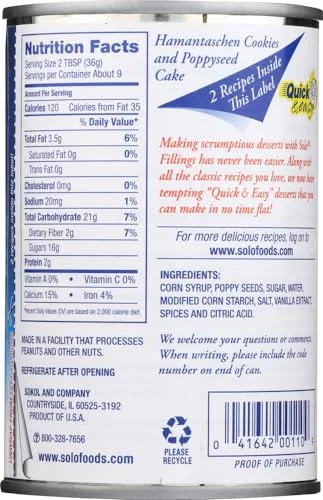 Nutrition Facts
Serving Size 2 TBSP (36g)
Servings per Container About 9
Amount Per Serving
Calories 120 Calories from Fat 35
% Daily Value*
Total Fat 3.5g 6%
Saturated Fat 0g 0%
Trans Fat 0g
Cholesterol 0mg 0%
Sodium 20mg 1%
Total Carbohydrate 21g 7%
Dietary Fiber 2g 7%
Sugars 16g
Protein 2g
Vitamin A 0% • Vitamin C 0%
Calcium 15% • Iron 4%
*Percent Daily Values (DV) are based on a 2,000 calorie diet.
MADE IN A FACILITY THAT PROCESSES
PEANUTS AND OTHER NUTS.
REFRIGERATE AFTER OPENING
SOKOL AND COMPANY
COUNTRYSIDE, IL 60525-3192
PRODUCT OF U.S.A.
800-328-7656
www.solofoods.com
Hamantaschen Cookies
and Poppyseed
Cake
2 Recipes Inside
This Label
Quick
& easy
Making scrumptious desserts with Solo®
Fillings has never been easier. Along with
all the classic recipes you love, we now have
tempting "Quick & Easy" desserts that you
can make in no time flat!
For more delicious recipes, log on to
www.solofoods.com
INGREDIENTS:
CORN SYRUP, POPPY SEEDS, SUGAR, WATER,
MODIFIED CORN STARCH, SALT, VANILLA EXTRACT,
SPICES AND CITRIC ACID.
We welcome your questions or comments.
When writing, please include the code
number on end of can.
PLEASE
RECYCLE
0 41642 00110
PROOF OF PURCHASE